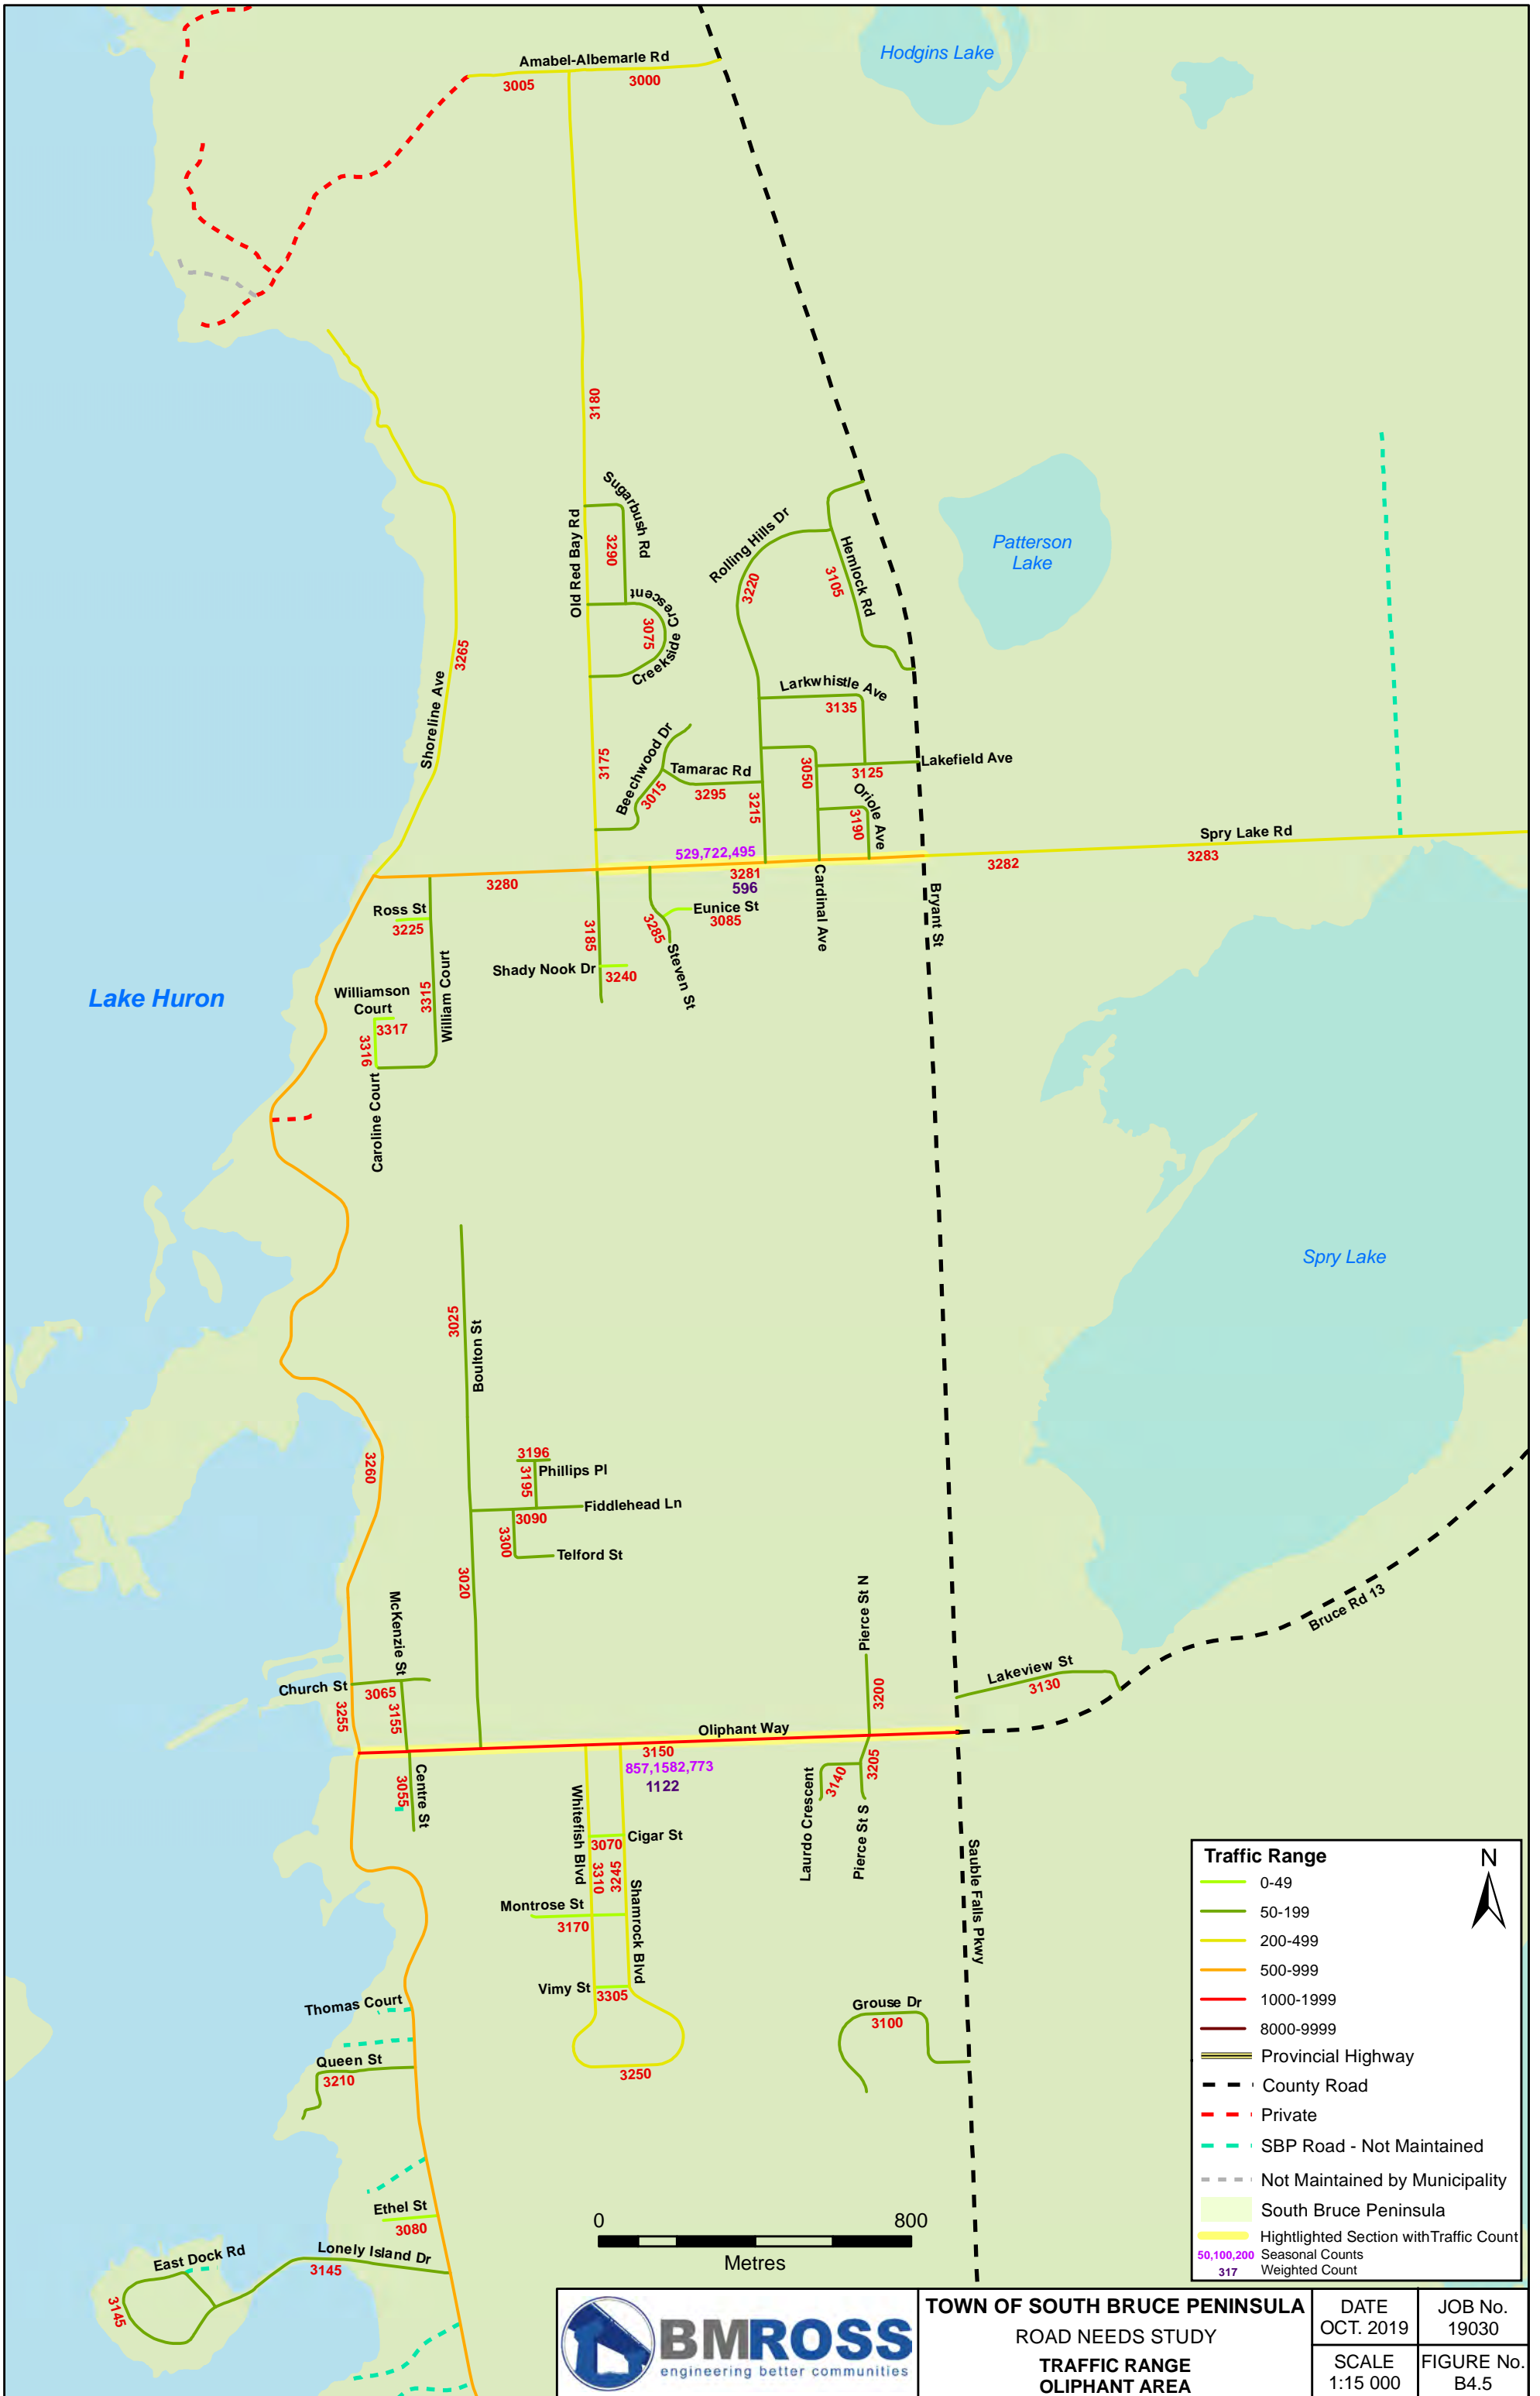 Hodgins Lake
Amabel-Albemarle Rd
3005
3000
3180
Sugarbush Rd
Old Red Bay Rd
3290
Rolling Hills Dr
Hemlock Rd
3105
3220
Patterson
Lake
Creekside Crescent
3075
3265
Shoreline Ave
Larkwhistle Ave
3135
3175
Beechwood Dr
3015
Tamarac Rd
3295
3215
3050
3125
Lakefield Ave
Oriole Ave
3190
Spry Lake Rd
529,722,495
3281
596
3280
3282
3283
Ross St
3225
Eunice St
3085
3285
Steven St
Cardinal Ave
Bryant St
3185
Shady Nook Dr
3240
Lake Huron
Williamson
Court
3317
3316
3315
William Court
Caroline Court
Spry Lake
3025
Boulton St
3260
3196
3195
Phillips Pl
Fiddlehead Ln
3090
3300
Telford St
3020
McKenzie St
Pierce St N
Bruce Rd 13
Church St
3065
3155
3255
3200
Lakeview St
3130
Oliphant Way
3150
857,1582,773
1122
3055
Centre St
3205
3140
Laurdo Crescent
Pierce St S
Whitefish Blvd
Cigar St
3070
3310
3245
Shamrock Blvd
Montrose St
3170
Sauble Falls Pkwy
Vimy St
3305
Thomas Court
Grouse Dr
3100
Queen St
3210
3250
Ethel St
3080
East Dock Rd
Lonely Island Dr
3145
3145
0
800
Metres
Traffic Range
N
0-49
50-199
200-499
500-999
1000-1999
8000-9999
Provincial Highway
County Road
Private
SBP Road - Not Maintained
Not Maintained by Municipality
South Bruce Peninsula
Hightlighted Section withTraffic Count
50,100,200 Seasonal Counts
317 Weighted Count
BMROSS
engineering better communities
TOWN OF SOUTH BRUCE PENINSULA
ROAD NEEDS STUDY
TRAFFIC RANGE
OLIPHANT AREA
DATE
OCT. 2019
JOB No.
19030
SCALE
1:15 000
FIGURE No.
B4.5